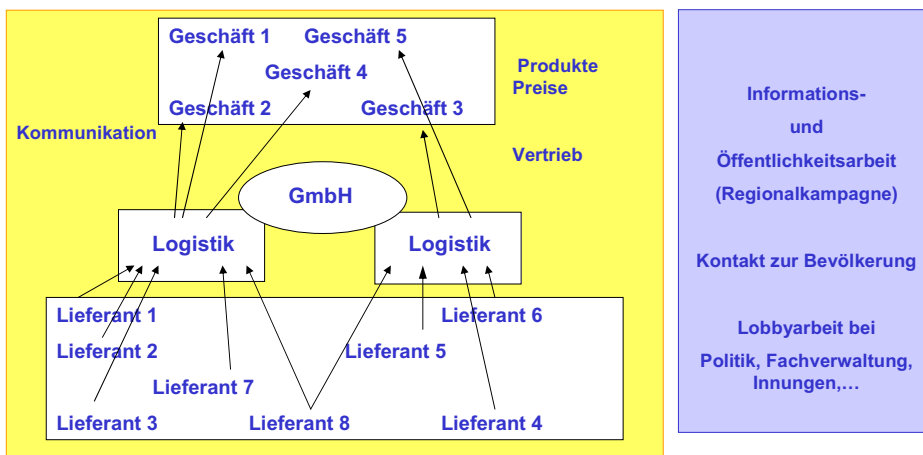 Geschäft 1 Geschäft 5
Geschäft 4
Geschäft 2 Geschäft 3
Produkte
Preise
Kommunikation
Vertrieb
GmbH
Logistik Logistik
Lieferant 1 Lieferant 6
Lieferant 2 Lieferant 5
Lieferant 7
Lieferant 3 Lieferant 8 Lieferant 4
Informations-
und
Öffentlichkeitsarbeit
(Regionalkampagne)
Kontakt zur Bevölkerung
Lobbyarbeit bei
Politik, Fachverwaltung,
Innungen,…